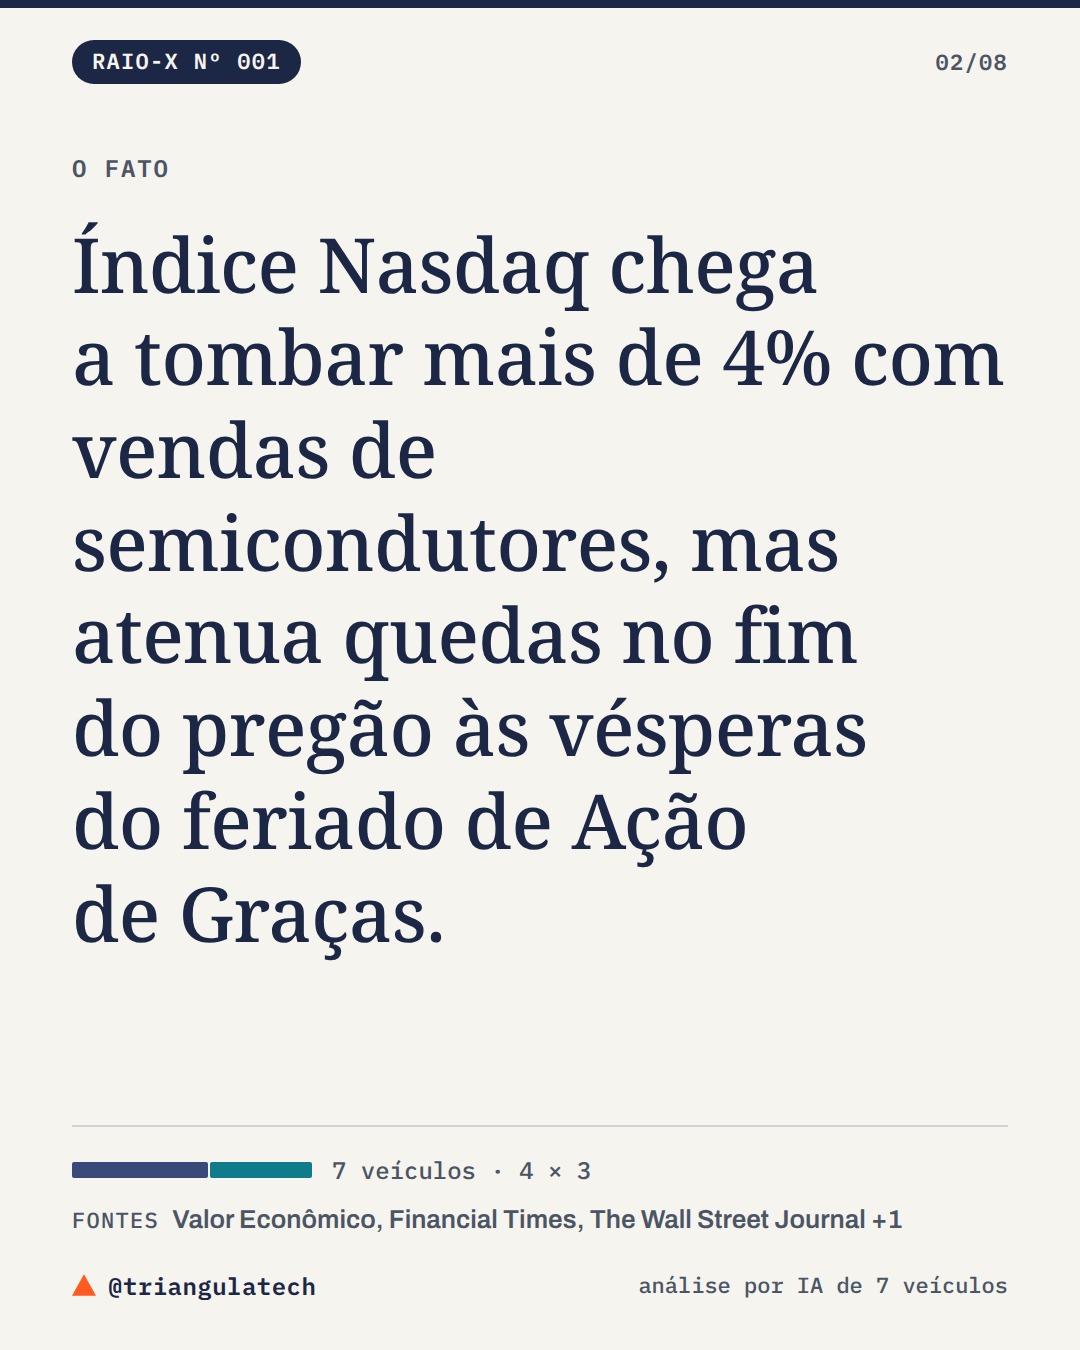 RAIO-X Nº 001
02/08
O FATO
Índice Nasdaq chega
a tombar mais de 4% com
vendas de
semicondutores, mas
atenua quedas no fim
do pregão às vésperas
do feriado de Ação
de Graças.
7 veículos · 4 × 3
FONTES Valor Econômico, Financial Times, The Wall Street Journal +1
@triangulatech
análise por IA de 7 veículos